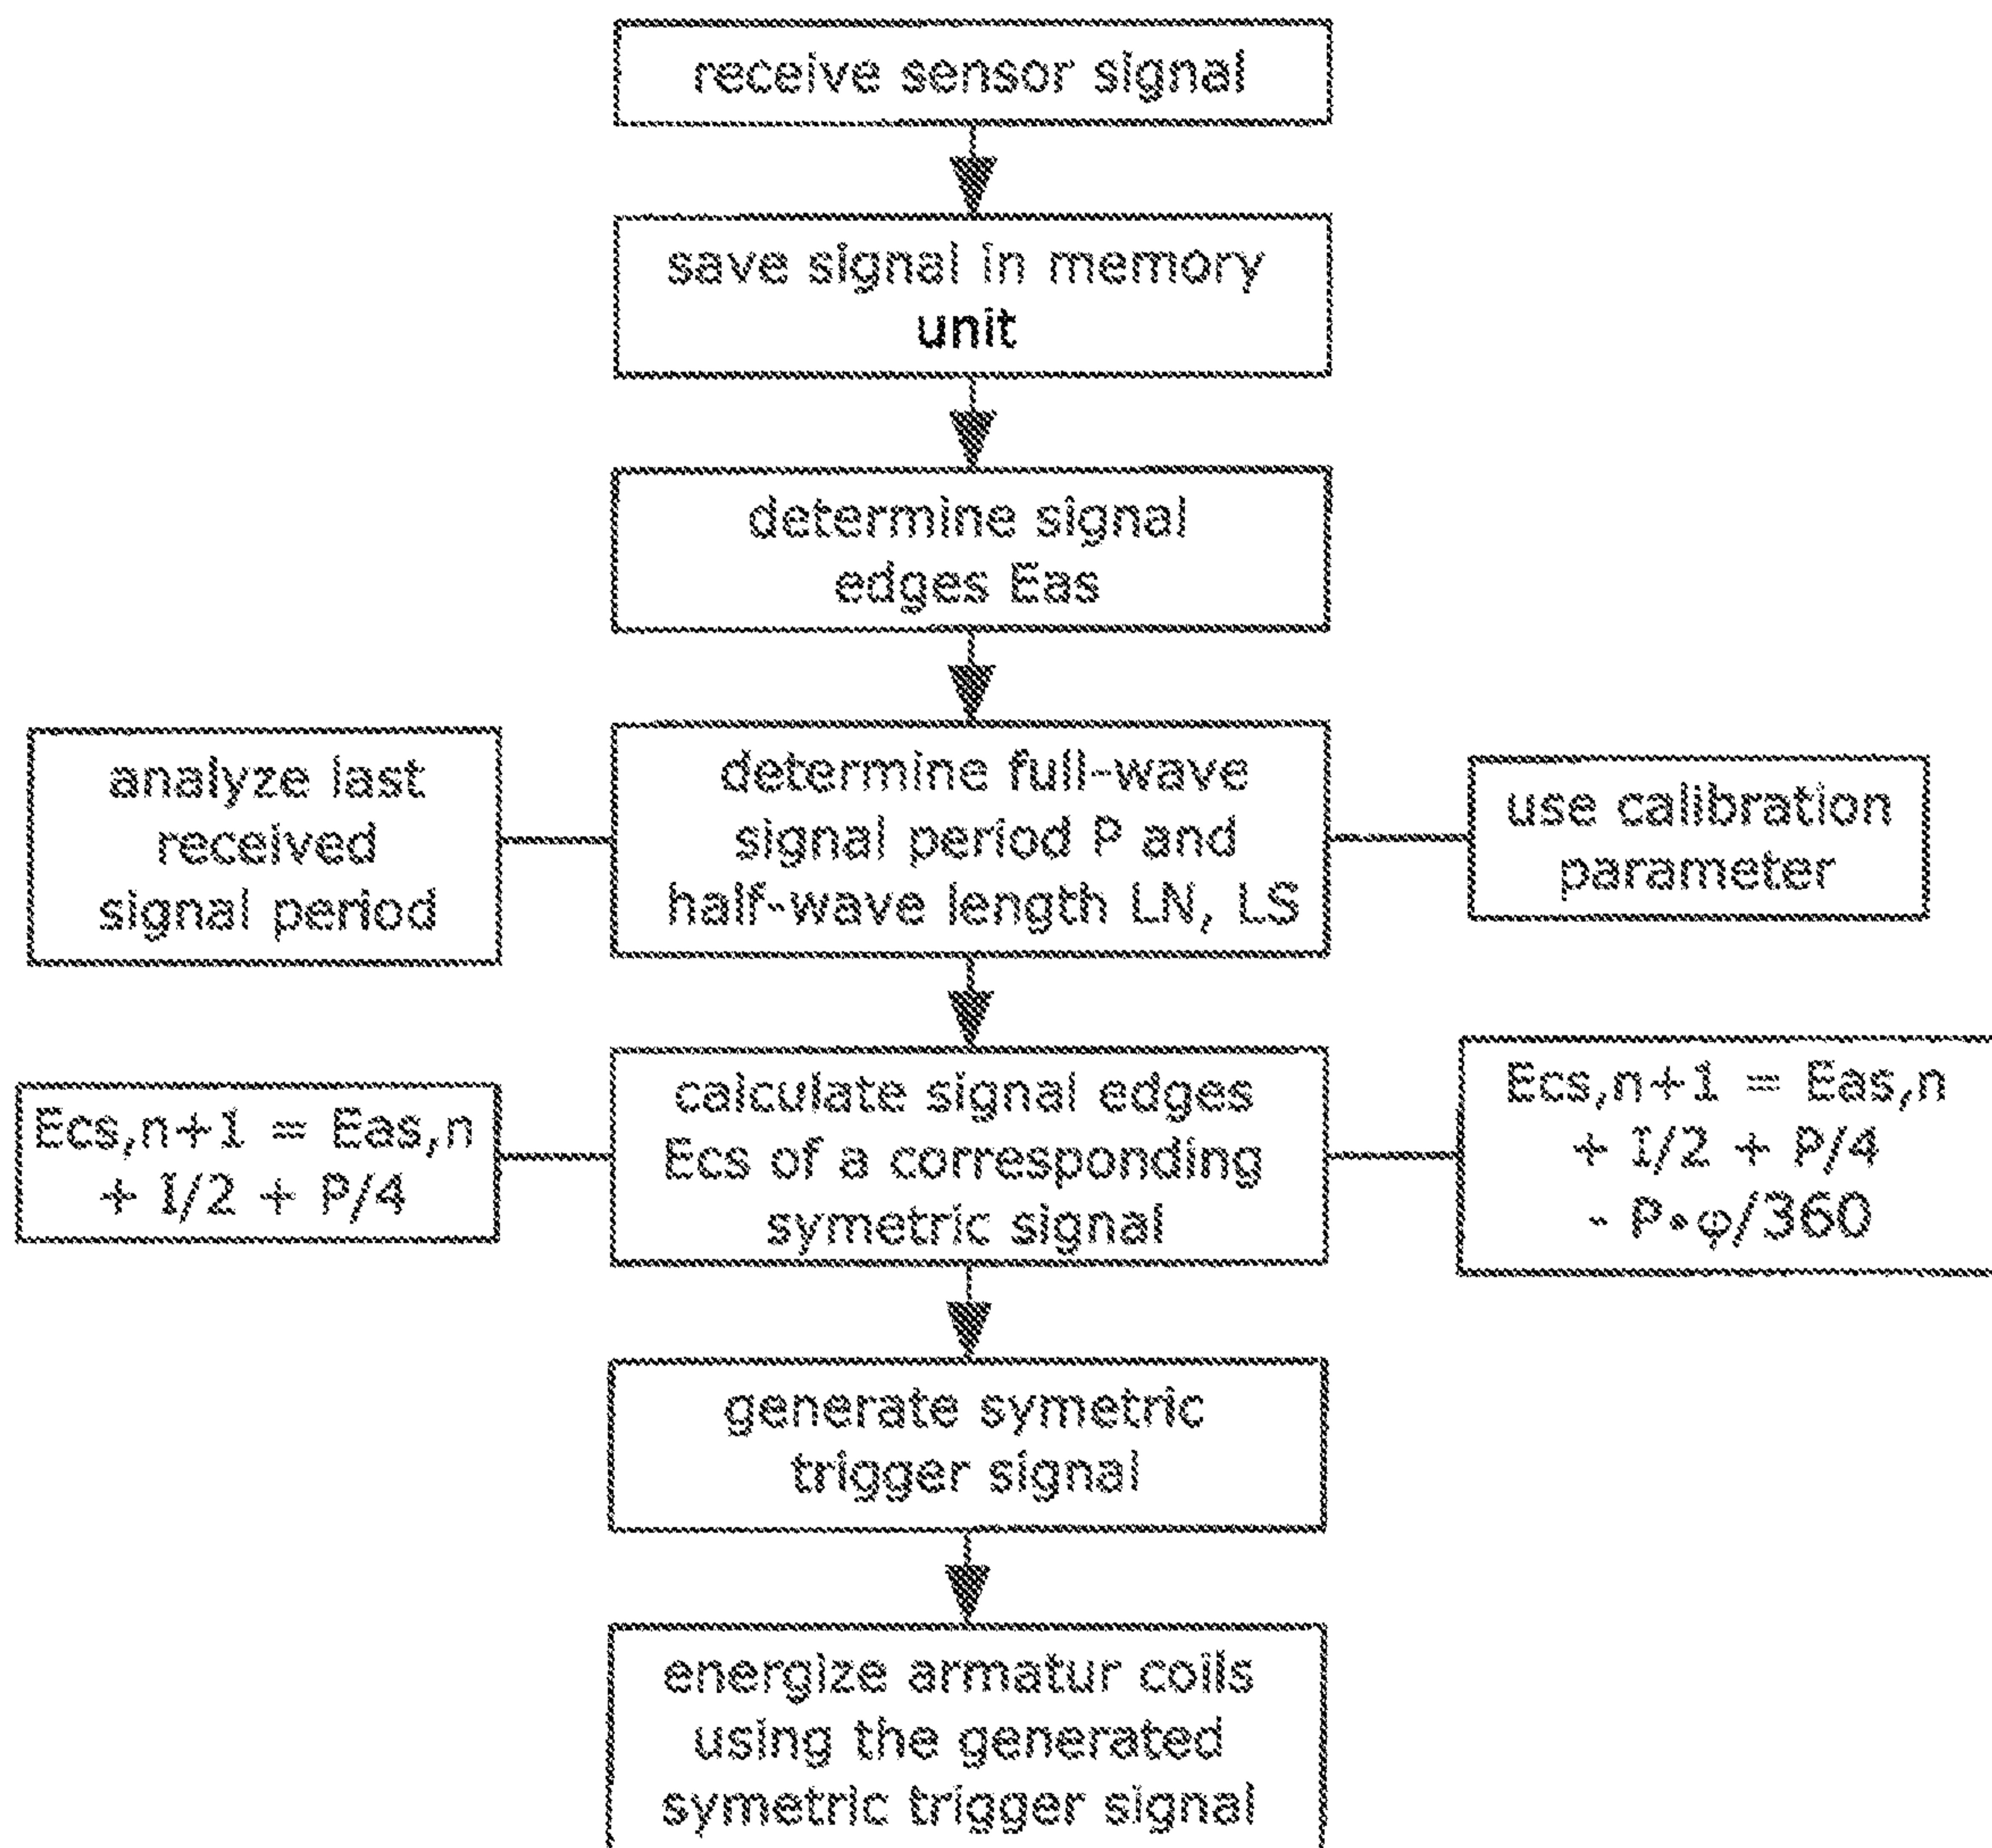 receive sensor signal
save signal in memory
unit
determine signal
edges Eas
analyze last
received
signal period
determine full-wave
signal period P and
half-wave length LN, LS
use calibration
parameter
Ecs,n+1 = Eas,n
+ I/2 + P/4
calculate signal edges
Ecs of a corresponding
symetric signal
Ecs,n+1 = Eas,n
+ I/2 + P/4
- P•φ/360
generate symetric
trigger signal
energize armatur coils
using the generated
symetric trigger signal